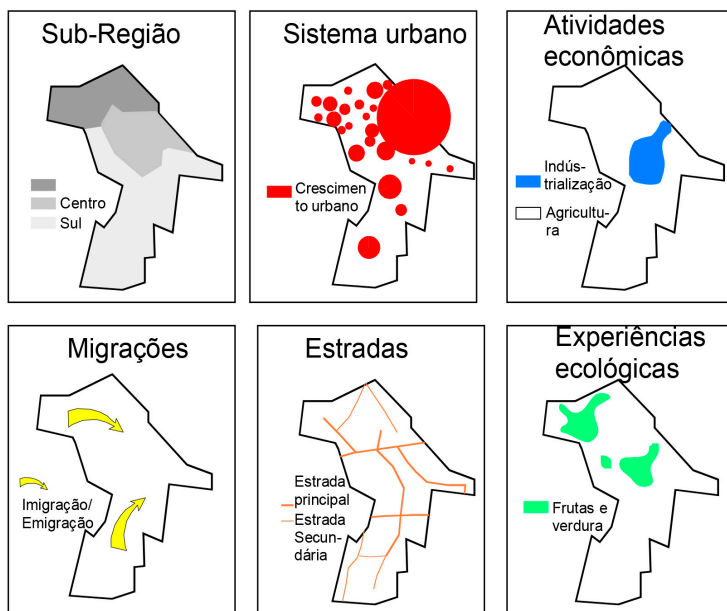 Sub-Região
Centro
Sul
Sistema urbano
Crescimen
to urbano
Atividades
econômicas
Indús-
trialização
Agricultu-
ra
Migrações
Imigração/
Emigração
Estradas
Estrada
principal
Estrada
Secun-
dária
Experiências
ecológicas
Frutas e
verdura